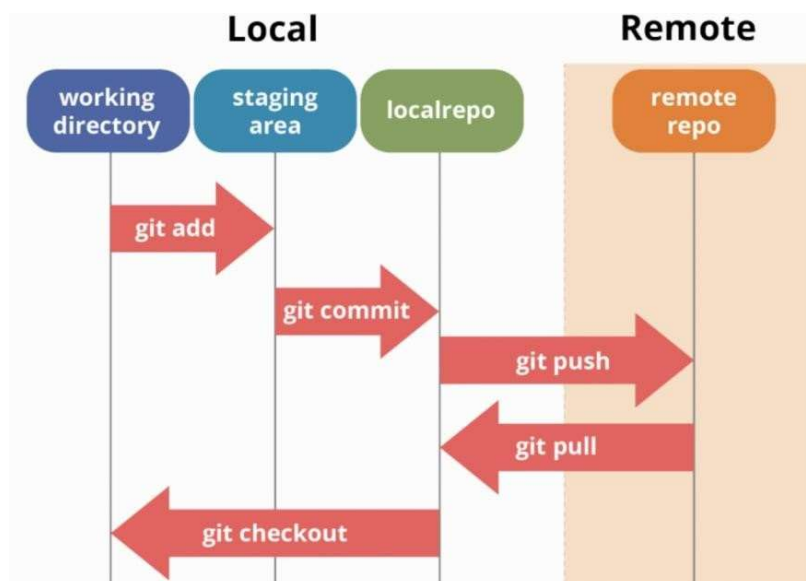 Local
Remote
working
directory
staging
area
localrepo
remote
repo
git add
git commit
git push
git pull
git checkout